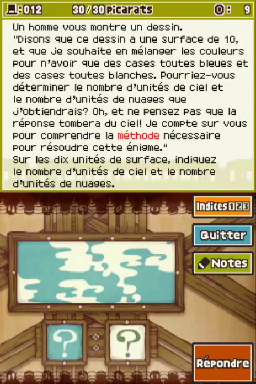 :012
30/30 Picarats
: 9
Un homme vous montre un dessin.
"Disons que ce dessin a une surface de 10,
et que je souhaite en mélanger les couleurs
pour n'avoir que des cases toutes bleues et
des cases toutes blanches. Pourriez-vous
déterminer le nombre d'unités de ciel et
le nombre d'unités de nuages que
j'obtiendrais? Oh, et ne pensez pas que la
réponse tombera du ciel! Je compte sur vous
pour comprendre la méthode nécessaire
pour résoudre cette énigme."
Sur les dix unités de surface, indiquez
le nombre d'unités de ciel et le nombre
d'unités de nuages.
Indices 1 2 3
Quitter
Notes
? ?
Répondre